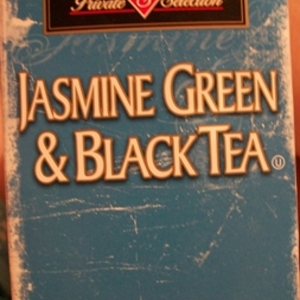 Private Selection
Jasmine
JASMINE GREEN
& BLACK TEA